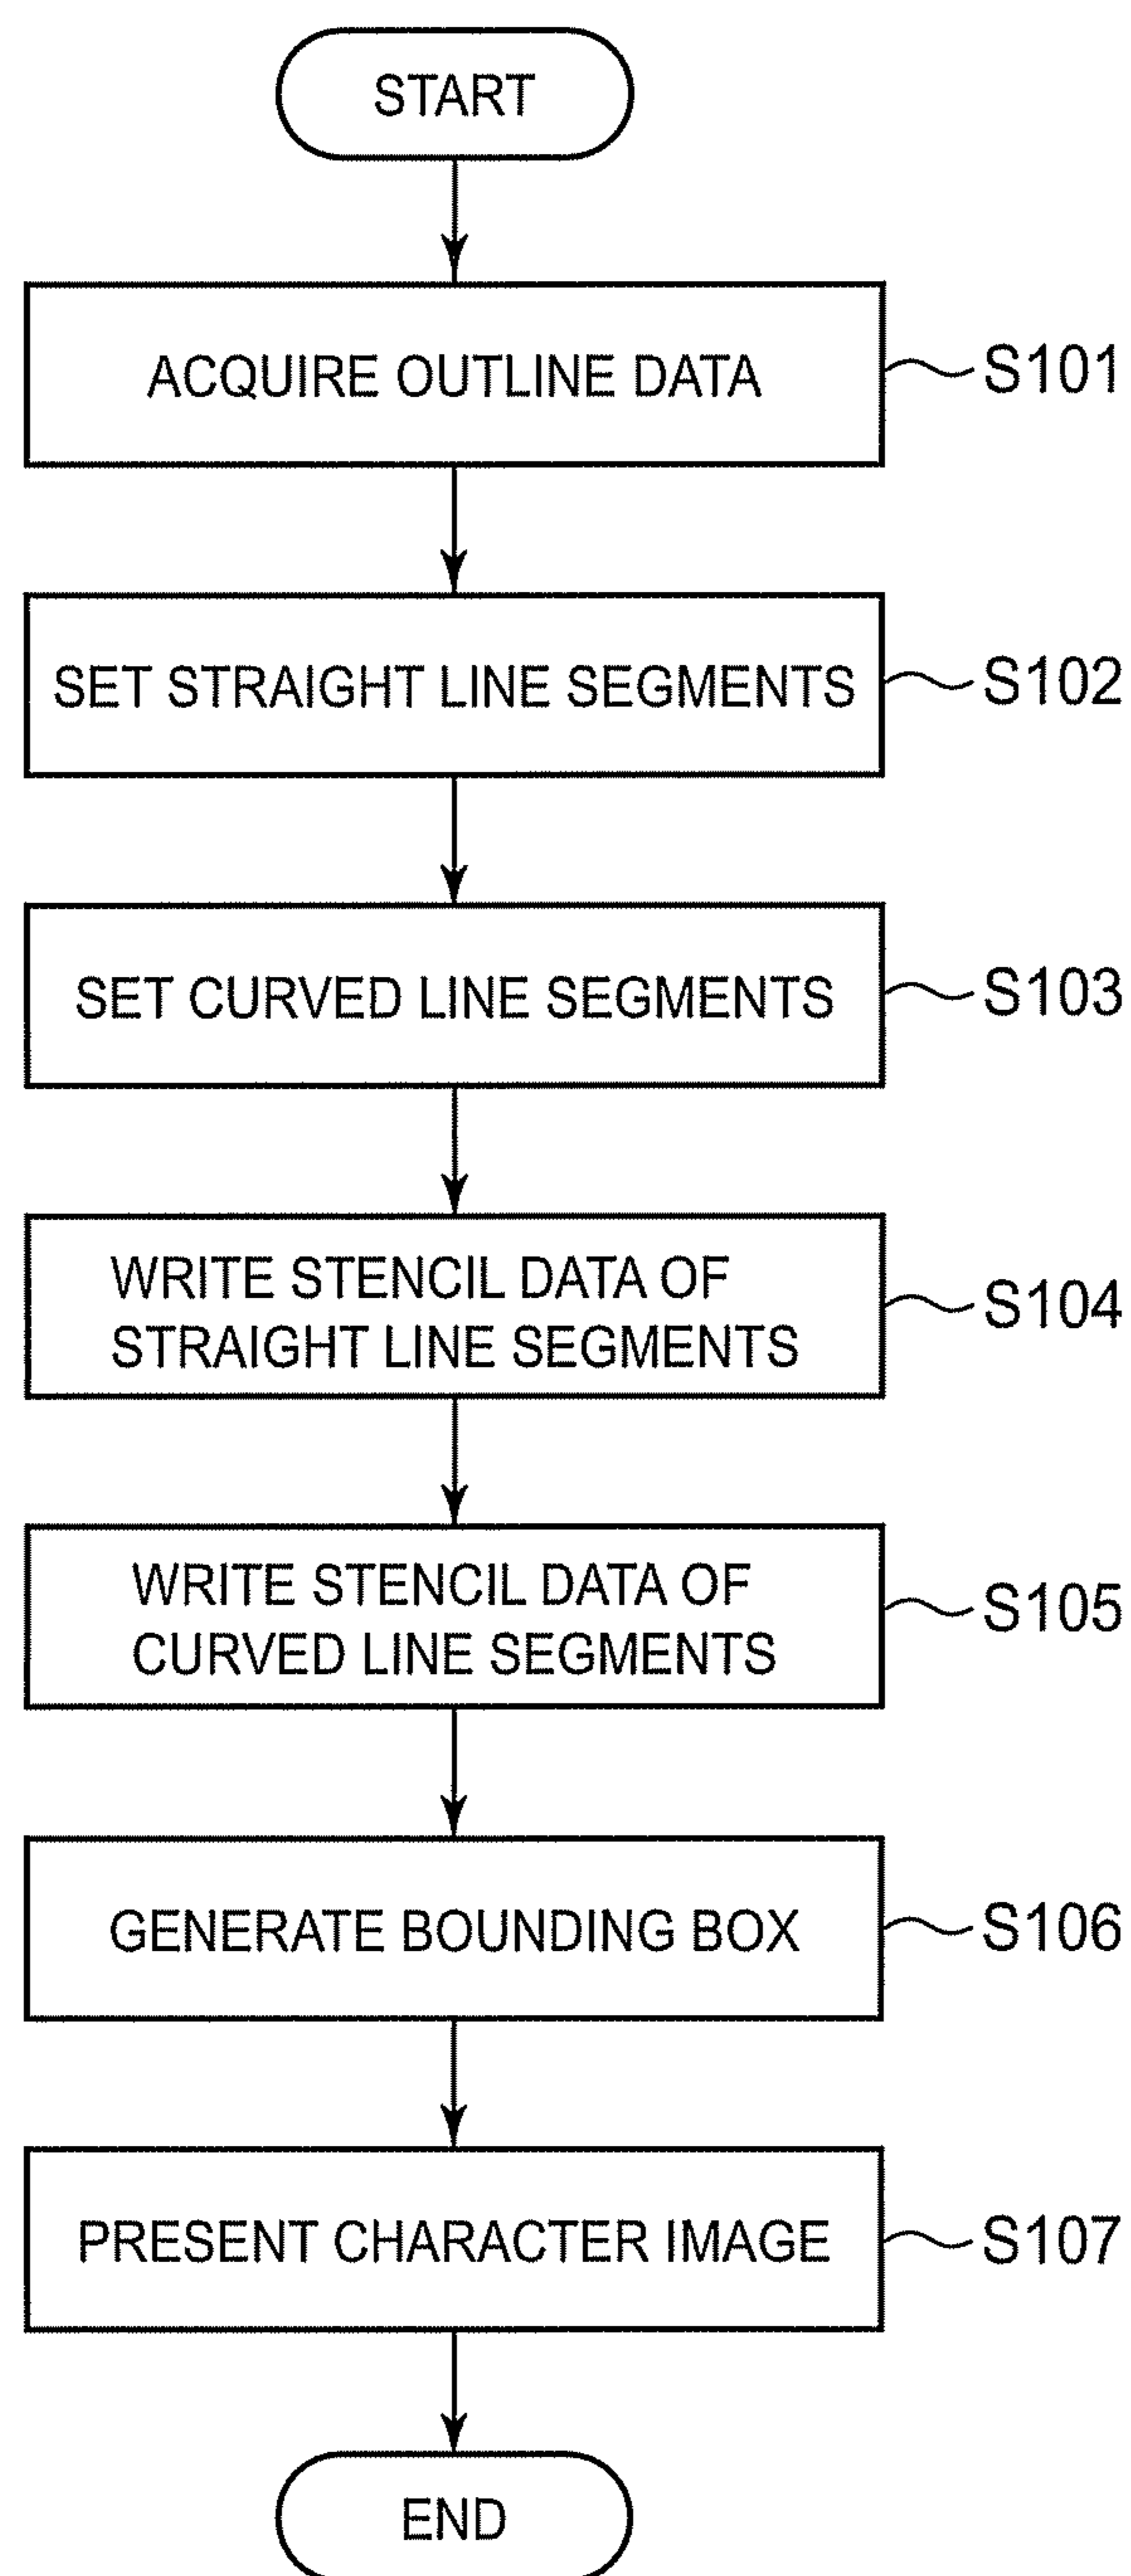 START
ACQUIRE OUTLINE DATA
S101
SET STRAIGHT LINE SEGMENTS
S102
SET CURVED LINE SEGMENTS
S103
WRITE STENCIL DATA OF
STRAIGHT LINE SEGMENTS
S104
WRITE STENCIL DATA OF
CURVED LINE SEGMENTS
S105
GENERATE BOUNDING BOX
S106
PRESENT CHARACTER IMAGE
S107
END